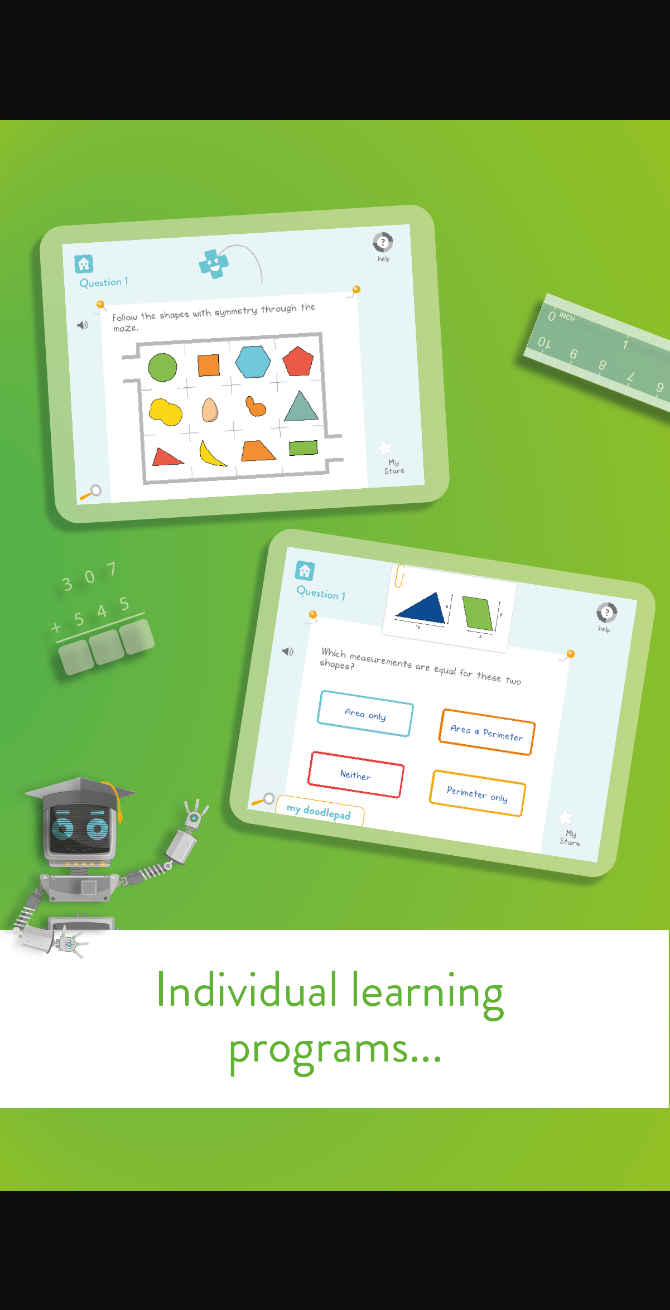 help
Question 1
Follow the shapes with symmetry through the
maze.
My
Stars
0 INCH 1
10 9 8 7 6
3 0 7
+ 5 4 5
Question 1
help
Which measurements are equal for these two
shapes?
Area only
Area & Perimeter
Neither
Perimeter only
my doodlepad
My
Stars
Individual learning
programs...